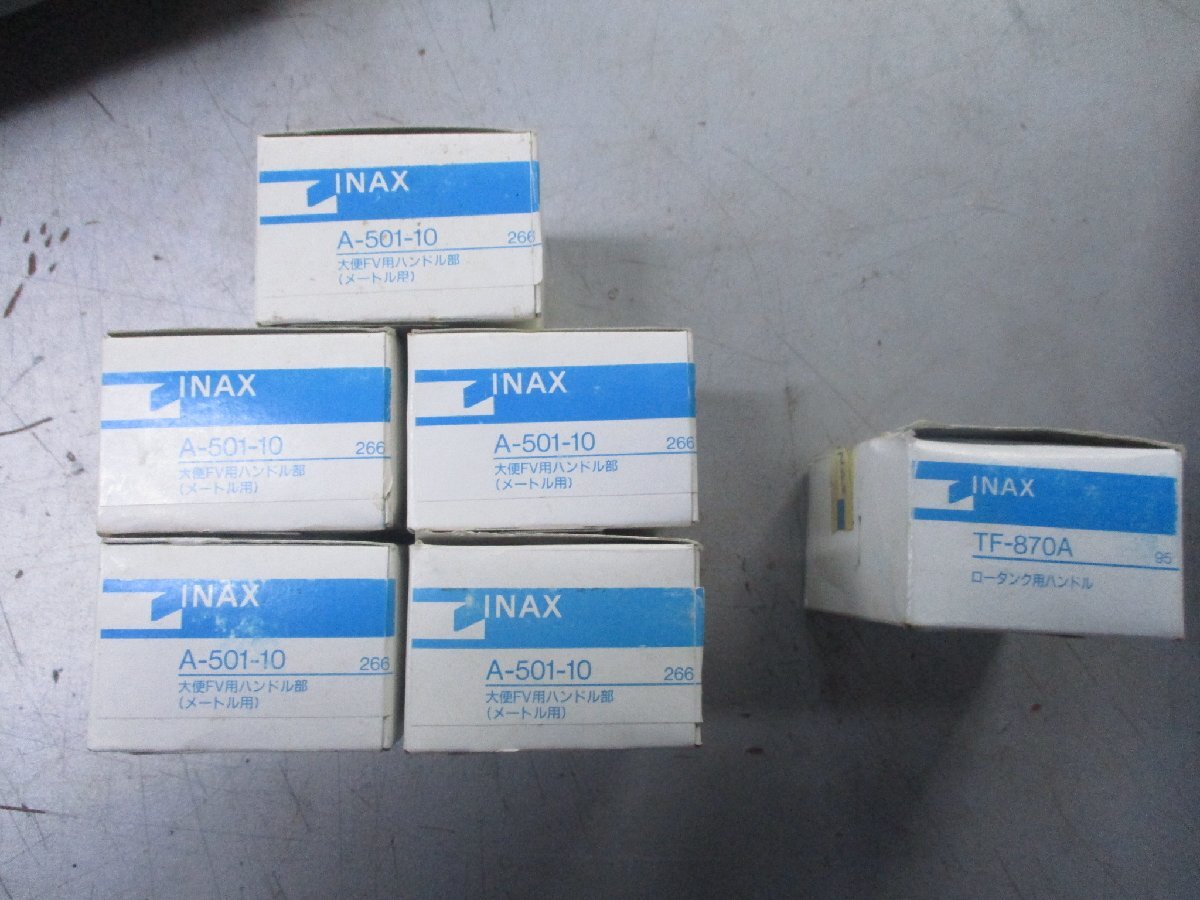 INAX
A-501-10 266
大便FV用ハンドル部
(メートル用)
INAX
A-501-10 266
大便FV用ハンドル部
(メートル用)
INAX
A-501-10 266
大便FV用ハンドル部
(メートル用)
INAX
A-501-10 266
大便FV用ハンドル部
(メートル用)
INAX
A-501-10 266
大便FV用ハンドル部
(メートル用)
INAX
TF-870A 95
ロータンク用ハンドル